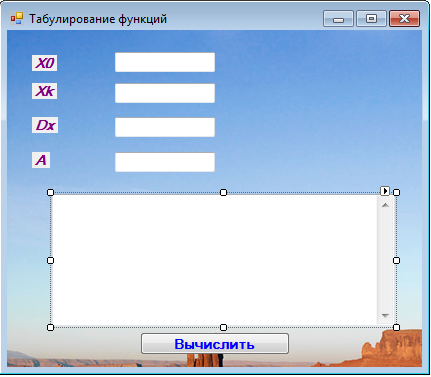 Табулирование функций
X0
Xk
Dx
A
Вычислить